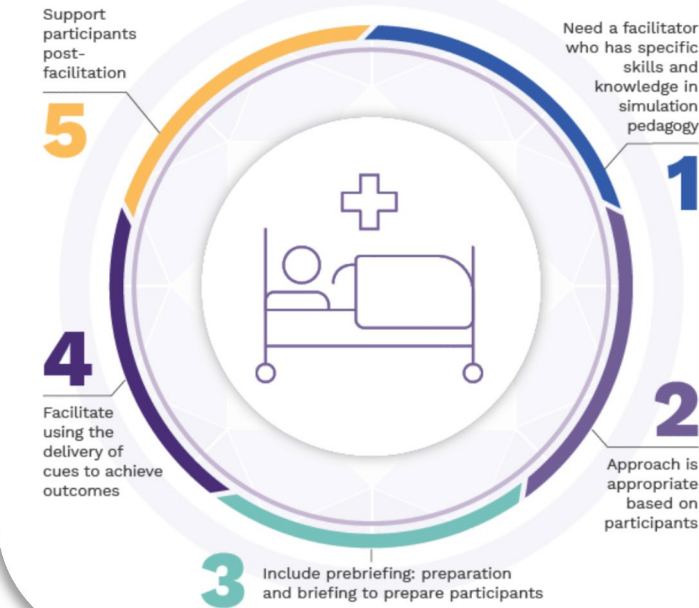 Need a facilitator
who has specific
skills and
knowledge in
simulation
pedagogy
1
2
Approach is
appropriate
based on
participants
3
Include prebriefing: preparation
and briefing to prepare participants
4
Facilitate
using the
delivery of
cues to achieve
outcomes
Support
participants
post-
facilitation
5